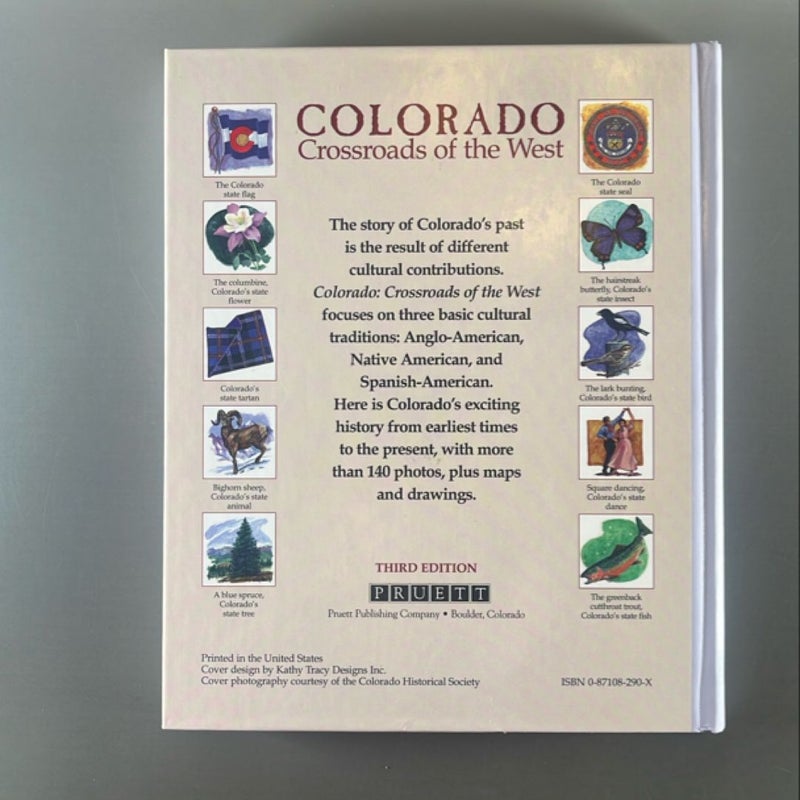 COLORADO
Crossroads of the West
The Colorado
state flag
The columbine,
Colorado's state
flower
Colorado's
state tartan
Bighorn sheep,
Colorado's state
animal
A blue spruce,
Colorado's
state tree
The story of Colorado's past
is the result of different
cultural contributions.
Colorado: Crossroads of the West
focuses on three basic cultural
traditions: Anglo-American,
Native American, and
Spanish-American.
Here is Colorado's exciting
history from earliest times
to the present, with more
than 140 photos, plus maps
and drawings.
The Colorado
state seal
The hairstreak
butterfly, Colorado's
state insect
The lark bunting,
Colorado's state bird
Square dancing,
Colorado's state
dance
The greenback
cutthroat trout,
Colorado's state fish
THIRD EDITION
PRUETT
Pruett Publishing Company • Boulder, Colorado
Printed in the United States
Cover design by Kathy Tracy Designs Inc.
Cover photography courtesy of the Colorado Historical Society
ISBN 0-87108-290-X